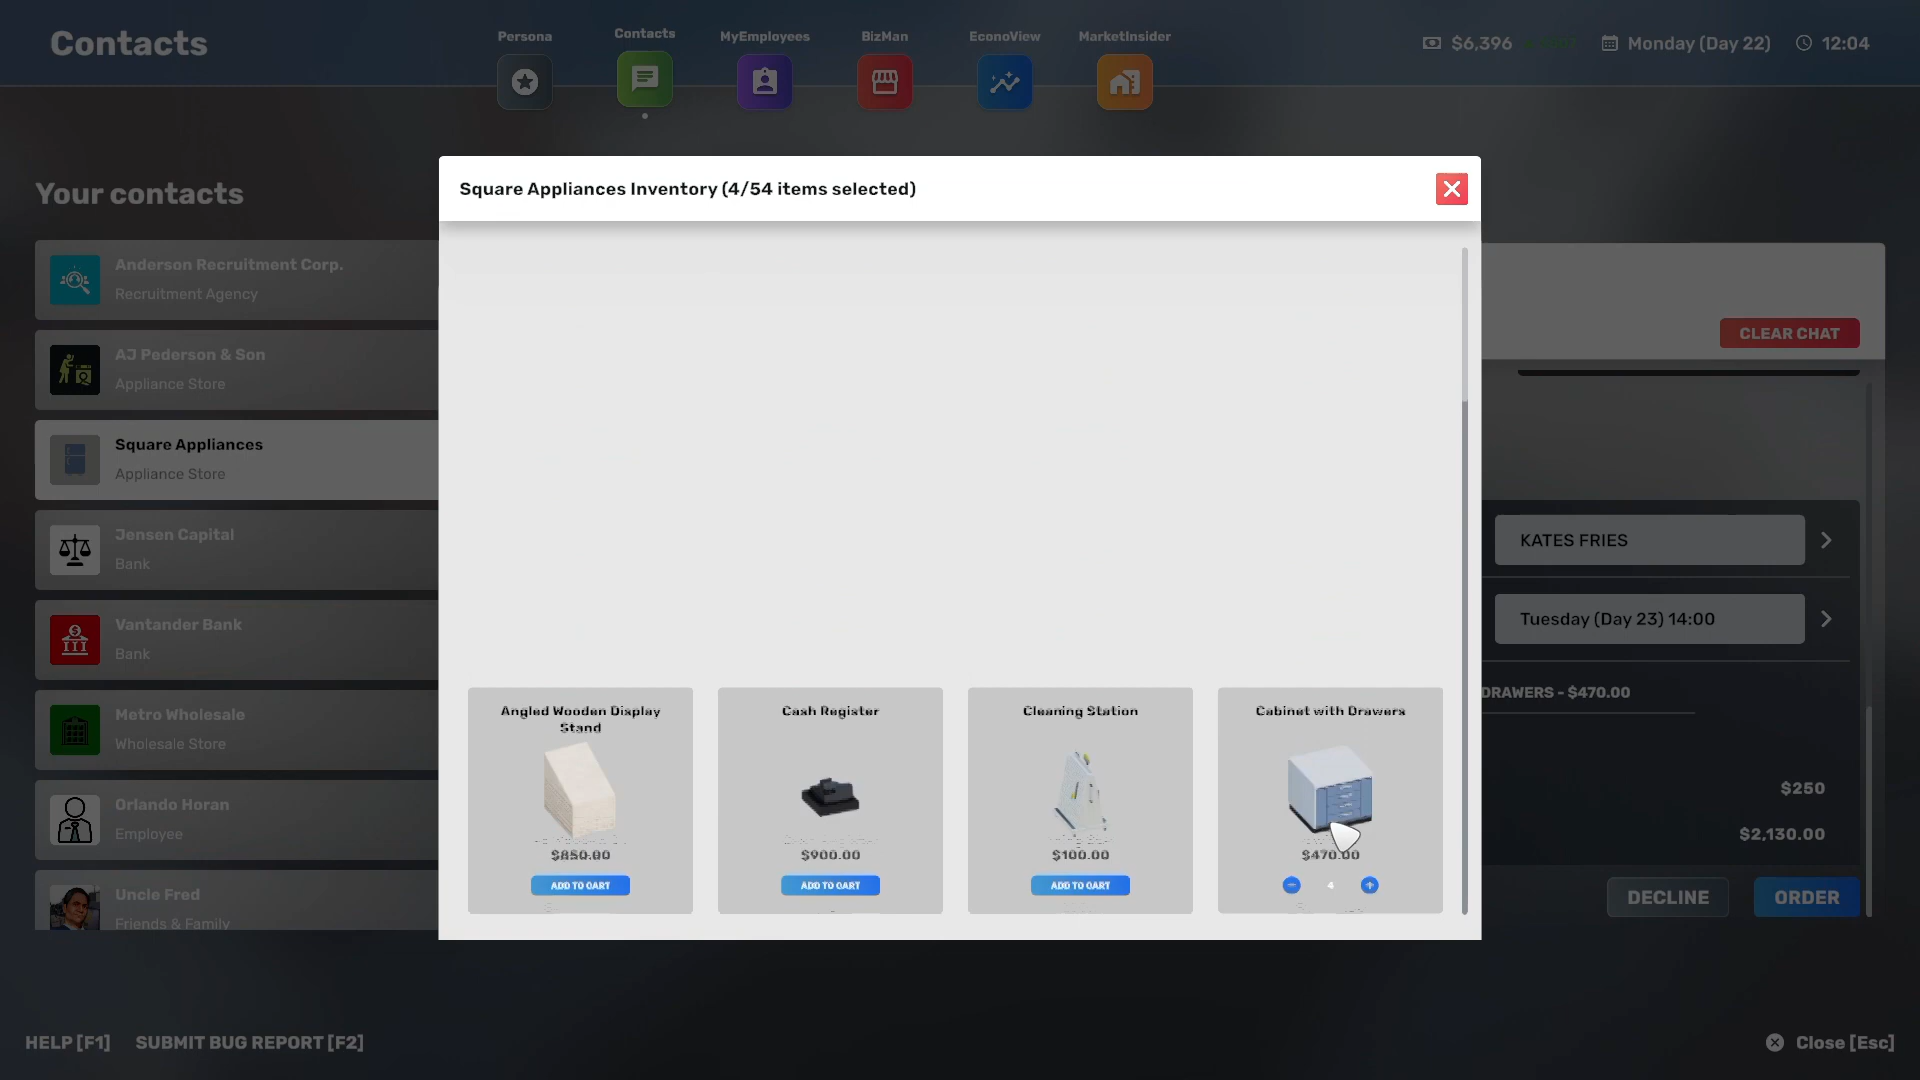 Contacts
Persona
Contacts
MyEmployees
BizMan
EconoView
MarketInsider
$6,396
Monday (Day 22)
12:04
Your contacts
Anderson Recruitment Corp.
Recruitment Agency
AJ Pederson & Son
Appliance Store
Square Appliances
Appliance Store
Jensen Capital
Bank
Vantander Bank
Bank
Metro Wholesale
Wholesale Store
Orlando Horan
Employee
Uncle Fred
Friends & Family
Square Appliances Inventory (4/54 items selected)
Angled Wooden Display
Stand
$850.00
ADD TO CART
Cash Register
$900.00
ADD TO CART
Cleaning Station
$100.00
ADD TO CART
Cabinet with Drawers
$470.00
4
CLEAR CHAT
KATES FRIES
Tuesday (Day 23) 14:00
DRAWERS - $470.00
$250
$2,130.00
DECLINE
ORDER
HELP [F1]
SUBMIT BUG REPORT [F2]
Close [Esc]